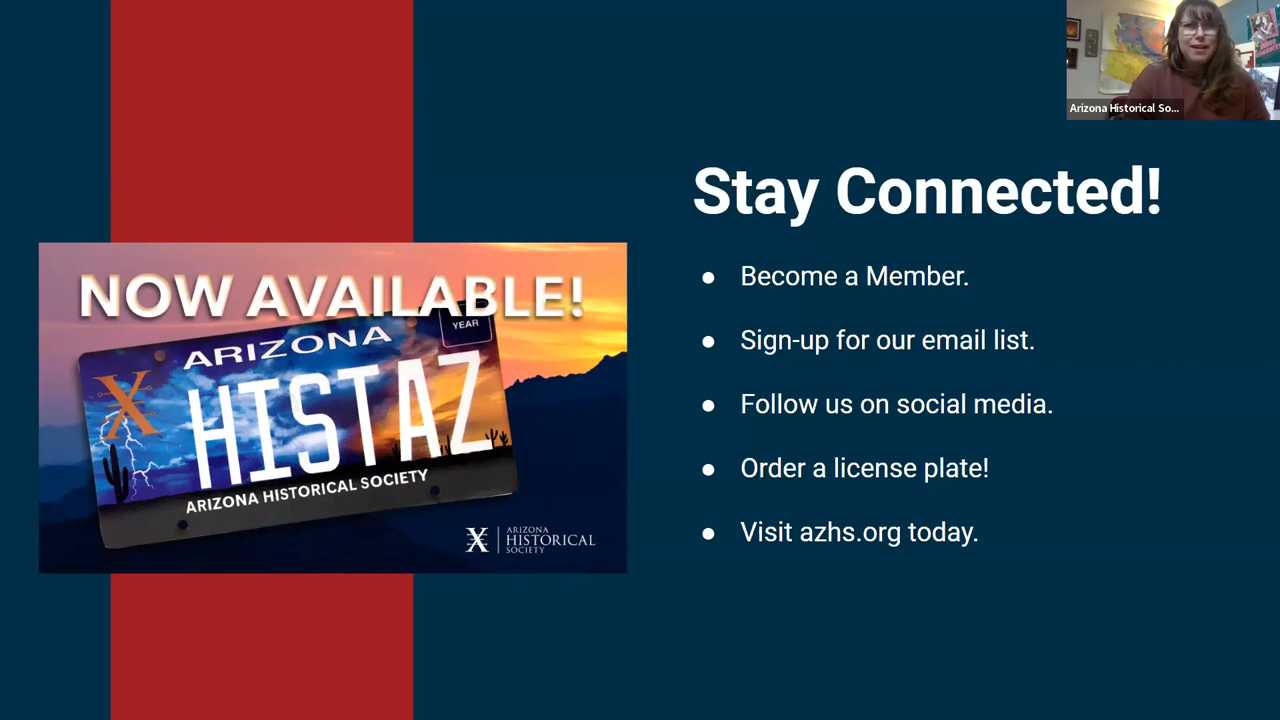 Arizona Historical So...
Stay Connected!
NOW AVAILABLE!
ARIZONA
YEAR
HISTAZ
ARIZONA HISTORICAL SOCIETY
ARIZONA
HISTORICAL
SOCIETY
● Become a Member.
● Sign-up for our email list.
● Follow us on social media.
● Order a license plate!
● Visit azhs.org today.